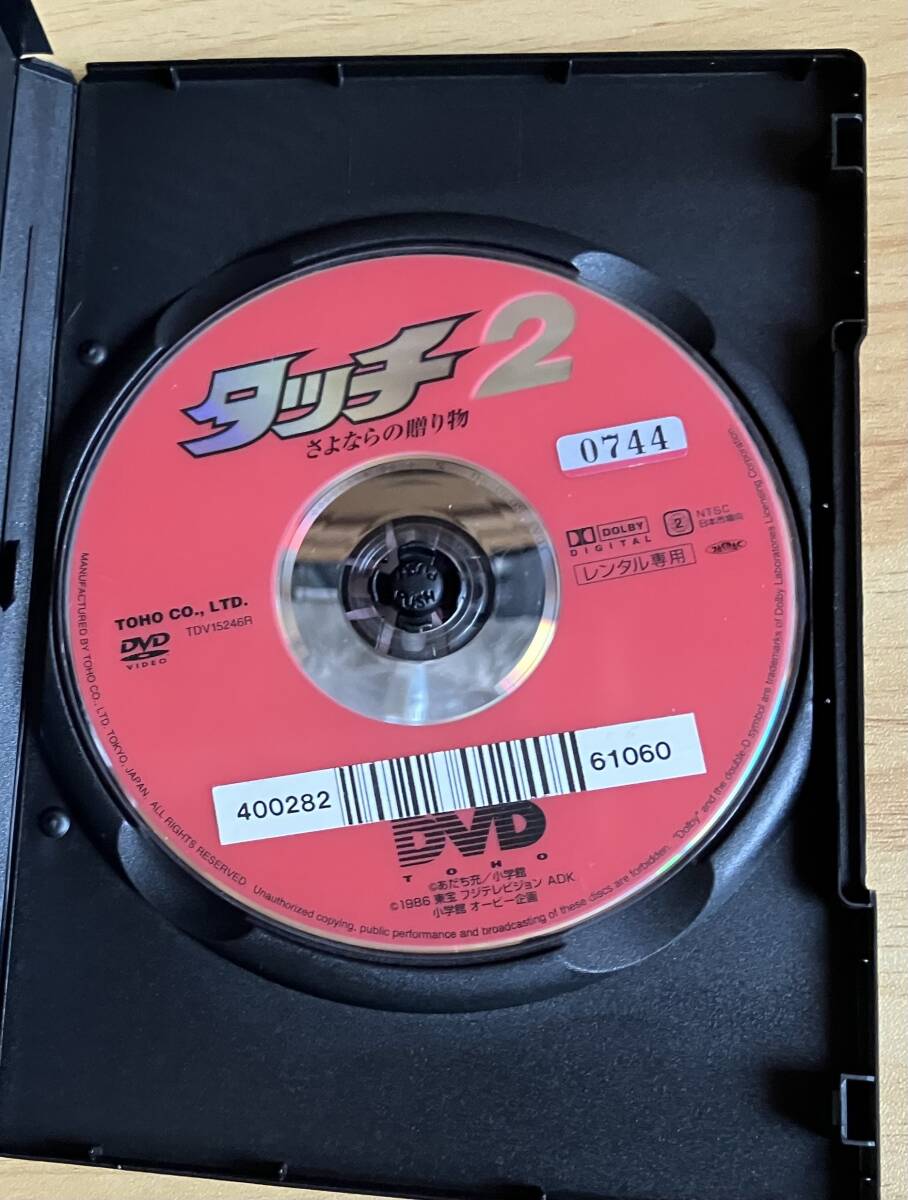 タッチ2
さよならの贈り物
0744
DOLBY
DIGITAL
2
NTSC
日本市場向
レンタル専用
TOHO CO., LTD.
TDV15246R
DVD
VIDEO
PUSH
400282
61060
DVD
TOHO
©あだち充/小学館
©1986 東宝 フジテレビジョン ADK
小学館 オービー企画
MANUFACTURED BY TOHO CO., LTD. TOKYO, JAPAN. ALL RIGHTS RESERVED. Unauthorized copying, public performance and broadcasting of these discs are forbidden. "Dolby" and the double-D symbol are trademarks of Dolby Laboratories Licensing Corporation